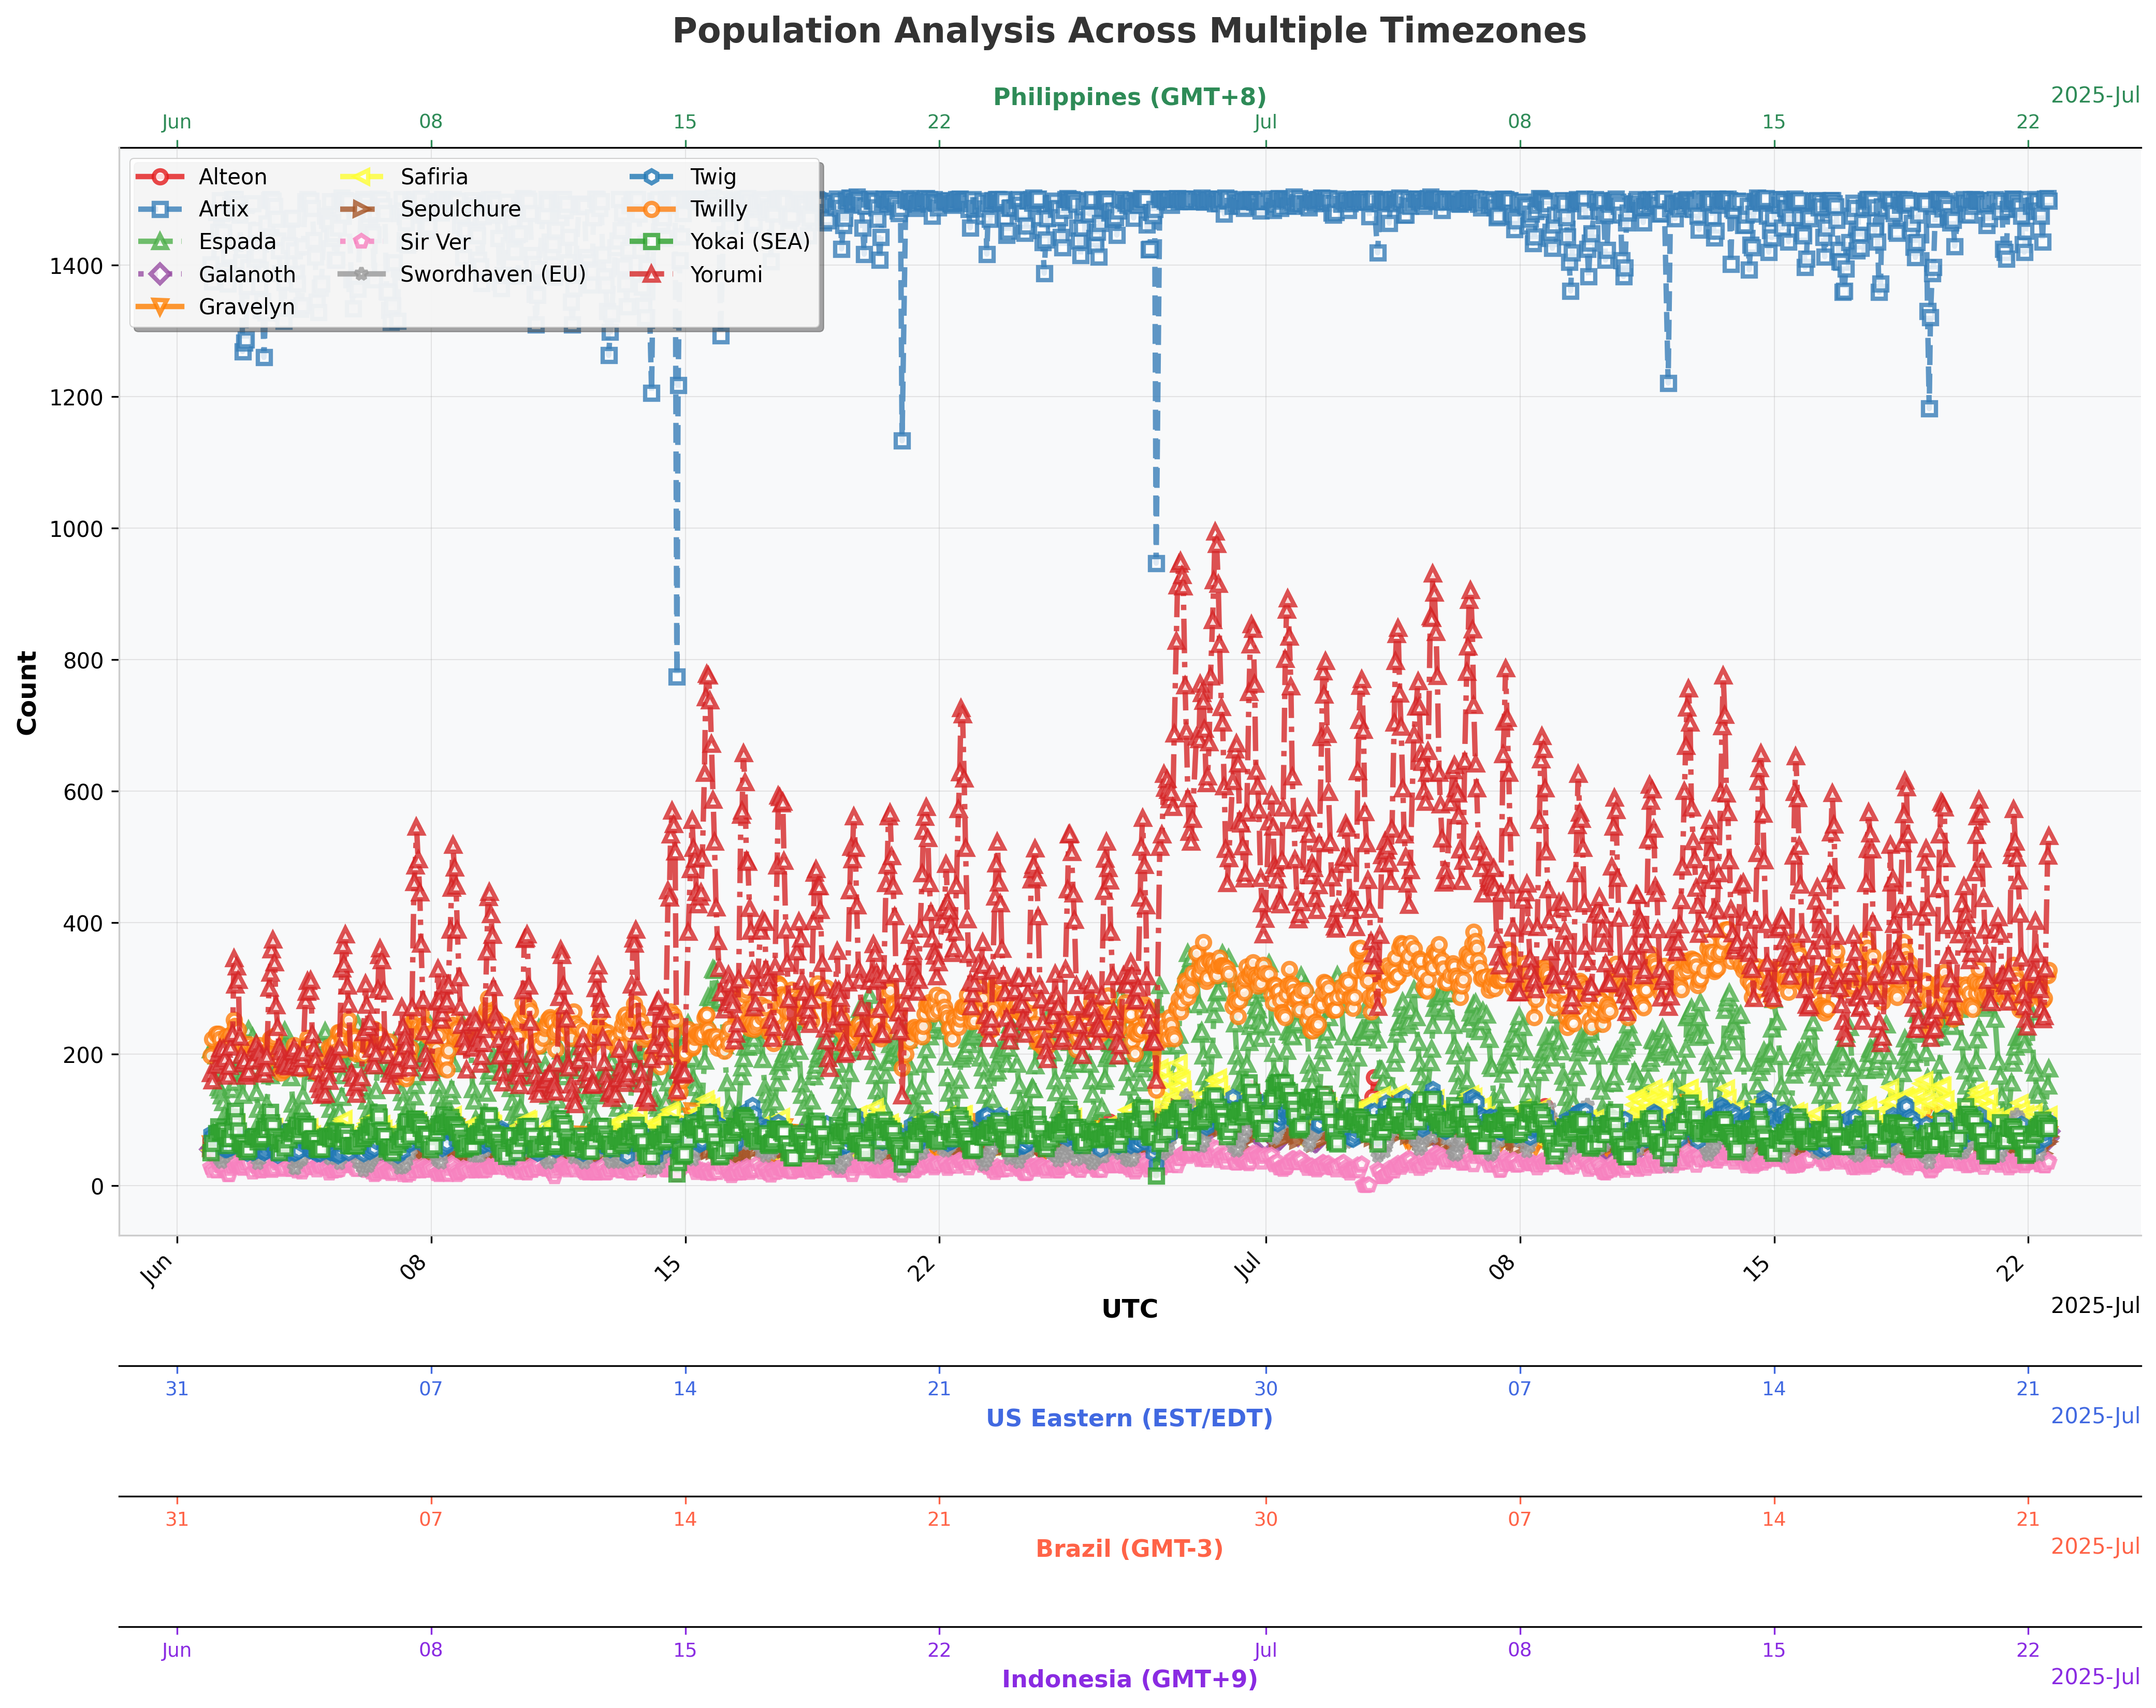 Population Analysis Across Multiple Timezones
Philippines (GMT+8)
2025-Jul
Jun 08 15 22 Jul 08 15 22
Alteon
Artix
Espada
Galanoth
Gravelyn
Safiria
Sepulchure
Sir Ver
Swordhaven (EU)
Twig
Twilly
Yokai (SEA)
Yorumi
Count
1400
1200
1000
800
600
400
200
0
Jun 08 15 22 Jul 08 15 22
UTC
2025-Jul
31 07 14 21 30 07 14 21
US Eastern (EST/EDT)
2025-Jul
31 07 14 21 30 07 14 21
Brazil (GMT-3)
2025-Jul
Jun 08 15 22 Jul 08 15 22
Indonesia (GMT+9)
2025-Jul